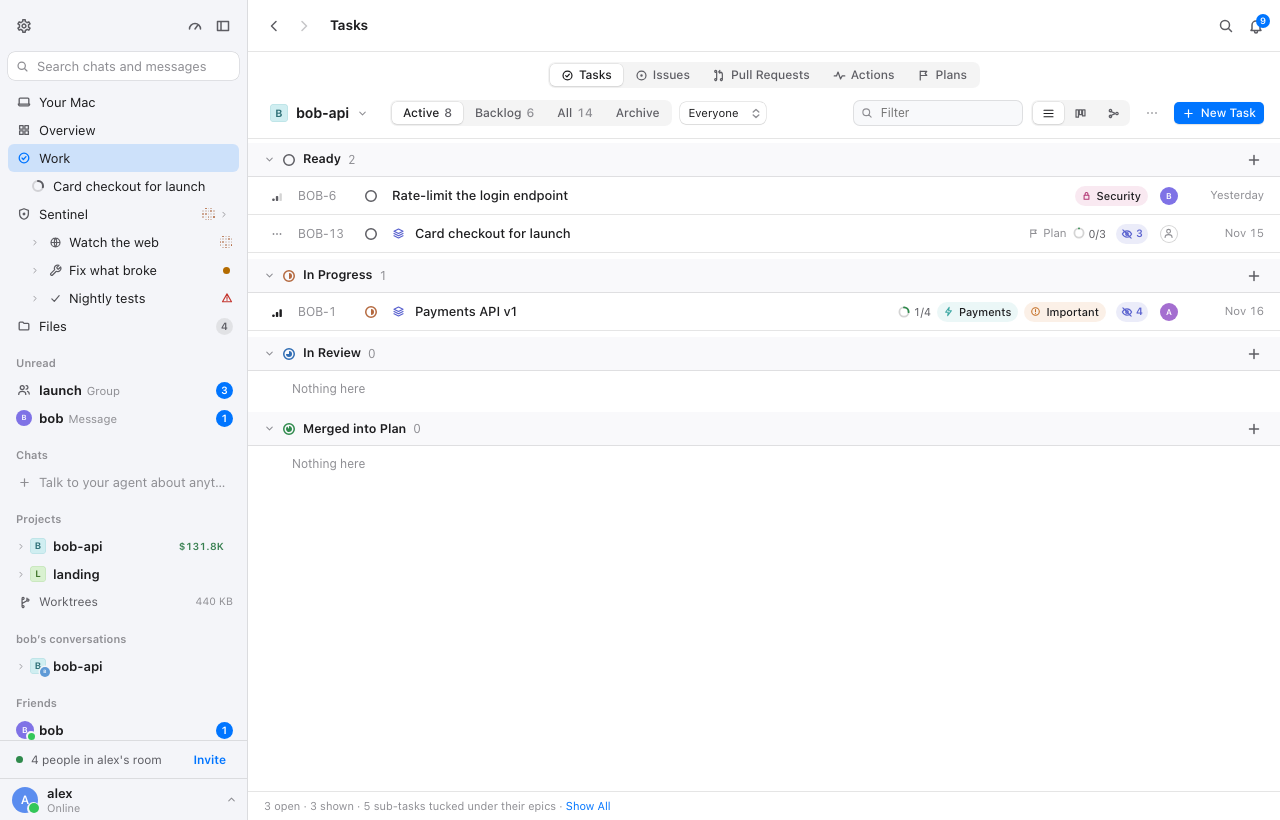 Search chats and messages
Your Mac
Overview
Work
Card checkout for launch
Sentinel
Watch the web
Fix what broke
Nightly tests
Files 4
Unread
launch Group 3
B bob Message 1
Chats
Talk to your agent about anyt...
Projects
B bob-api $131.8K
L landing
Worktrees 440 KB
bob's conversations
B bob-api
Friends
B bob 1
4 people in alex's room Invite
A alex
Online
Tasks
9
Tasks Issues Pull Requests Actions Plans
B bob-api Active 8 Backlog 6 All 14 Archive Everyone Filter New Task
Ready 2
BOB-6 Rate-limit the login endpoint Security B Yesterday
BOB-13 Card checkout for launch Plan 0/3 3 Nov 15
In Progress 1
BOB-1 Payments API v1 1/4 Payments Important 4 A Nov 16
In Review 0
Nothing here
Merged into Plan 0
Nothing here
3 open · 3 shown · 5 sub-tasks tucked under their epics · Show All